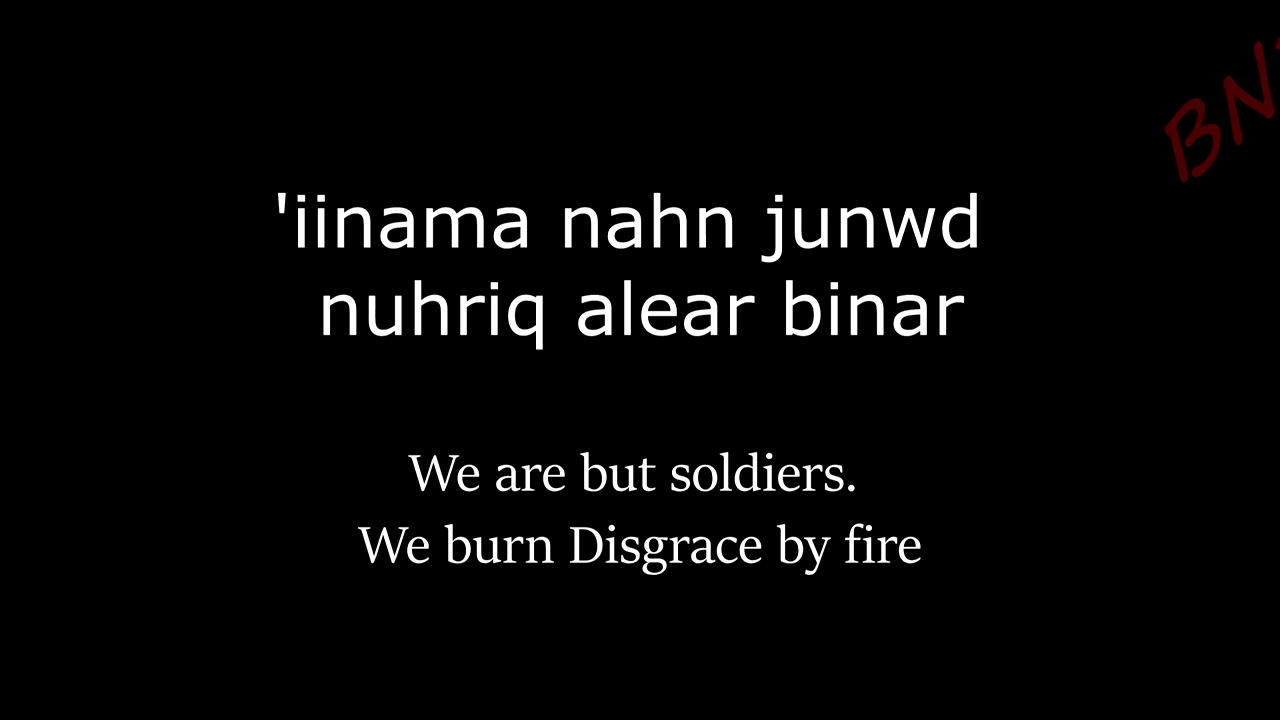 'iinama nahn junwd
nuhriq alear binar
We are but soldiers.
We burn Disgrace by fire